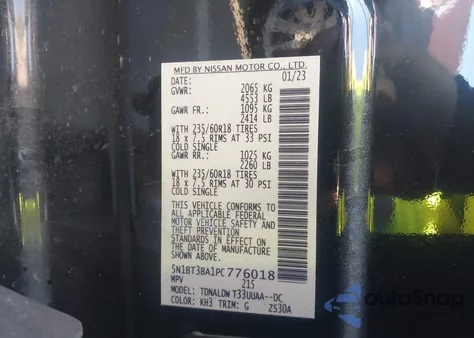 MFD BY NISSAN MOTOR CO., LTD.
DATE: 01/23
GVWR: 2065 KG
4553 LB
GAWR FR.: 1095 KG
2414 LB
WITH 235/60R18 TIRES
18 x 7.5 RIMS AT 33 PSI
COLD SINGLE
GAWR RR.: 1025 KG
2260 LB
WITH 235/60R18 TIRES
18 x 7.5 RIMS AT 30 PSI
COLD SINGLE
THIS VEHICLE CONFORMS TO
ALL APPLICABLE FEDERAL
MOTOR VEHICLE SAFETY AND
THEFT PREVENTION
STANDARDS IN EFFECT ON
THE DATE OF MANUFACTURE
SHOWN ABOVE.
5N1BT3BA1PC776018
MPV 215
MODEL: TDNALDW T33UUAA--DC
COLOR: KH3 TRIM: G ZS30A
autoSnap